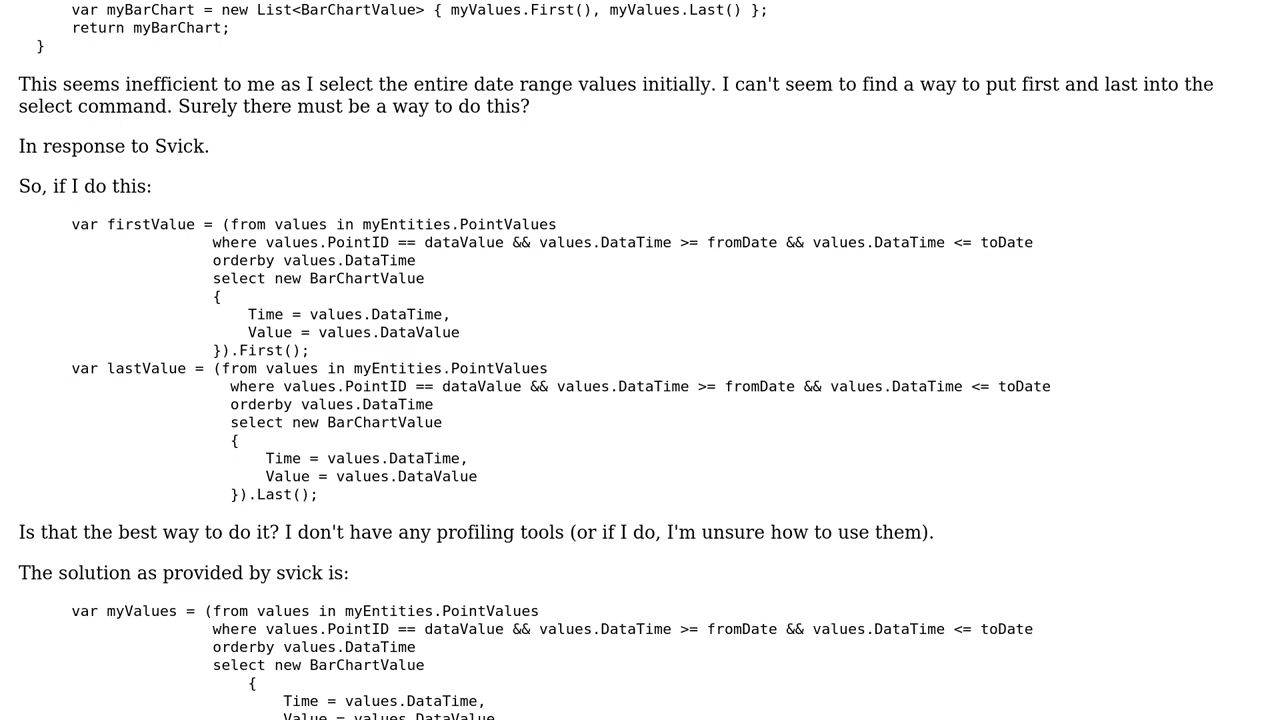 var myBarChart = new List<BarChartValue> { myValues.First(), myValues.Last() };
return myBarChart;
}
This seems inefficient to me as I select the entire date range values initially. I can't seem to find a way to put first and last into the
select command. Surely there must be a way to do this?
In response to Svick.
So, if I do this:
var firstValue = (from values in myEntities.PointValues
where values.PointID == dataValue && values.DataTime >= fromDate && values.DataTime <= toDate
orderby values.DataTime
select new BarChartValue
{
Time = values.DataTime,
Value = values.DataValue
}).First();
var lastValue = (from values in myEntities.PointValues
where values.PointID == dataValue && values.DataTime >= fromDate && values.DataTime <= toDate
orderby values.DataTime
select new BarChartValue
{
Time = values.DataTime,
Value = values.DataValue
}).Last();
Is that the best way to do it? I don't have any profiling tools (or if I do, I'm unsure how to use them).
The solution as provided by svick is:
var myValues = (from values in myEntities.PointValues
where values.PointID == dataValue && values.DataTime >= fromDate && values.DataTime <= toDate
orderby values.DataTime
select new BarChartValue
{
Time = values.DataTime,
Value = values.DataValue